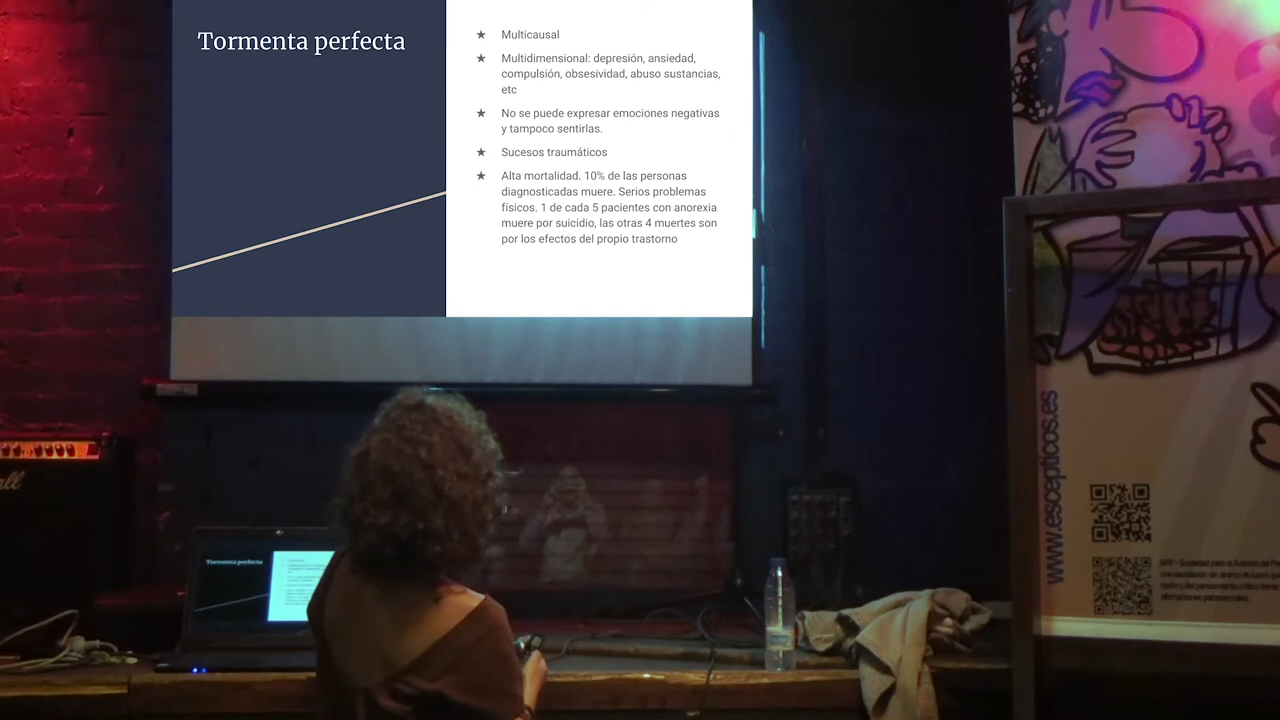 Tormenta perfecta
★ Multicausal
★ Multidimensional: depresión, ansiedad,
compulsión, obsesividad, abuso sustancias,
etc
★ No se puede expresar emociones negativas
y tampoco sentirlas.
★ Sucesos traumáticos
★ Alta mortalidad. 10% de las personas
diagnosticadas muere. Serios problemas
físicos. 1 de cada 5 pacientes con anorexia
muere por suicidio, las otras 4 muertes son
por los efectos del propio trastorno
Tormenta perfecta
www.escepticos.es